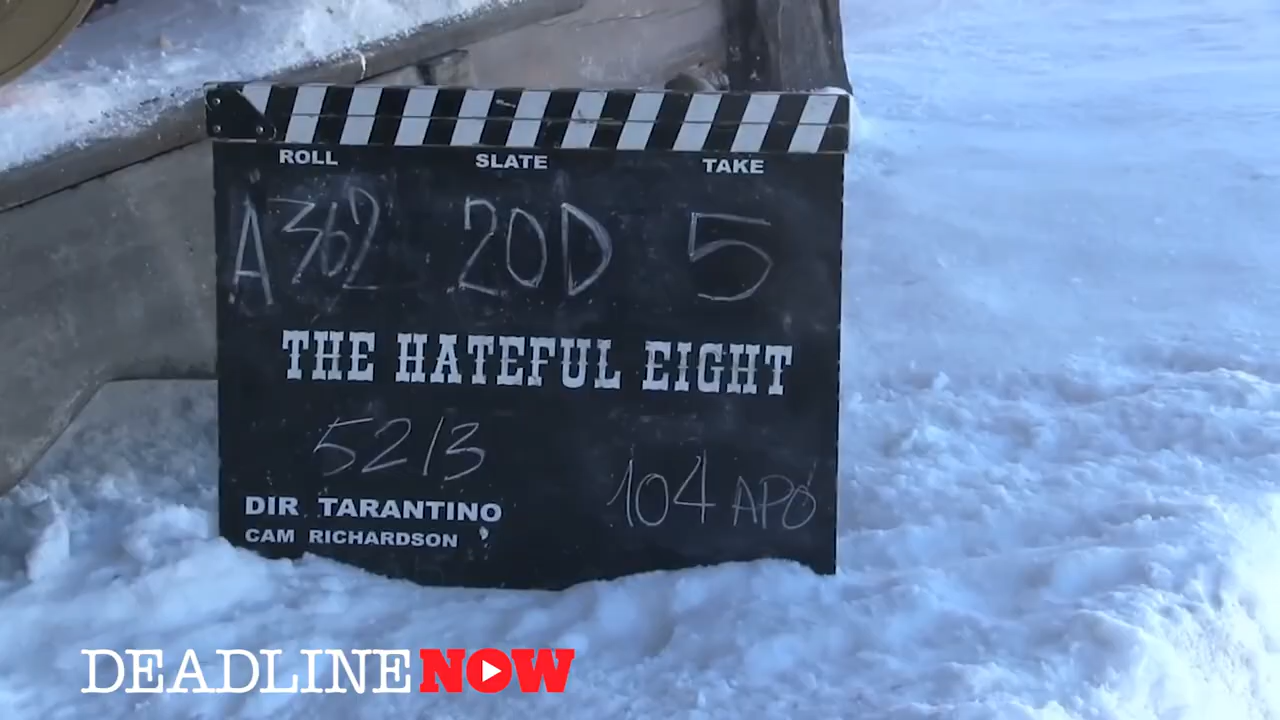 ROLL SLATE TAKE
A362 20D 5
THE HATEFUL EIGHT
5213
104 APO
DIR TARANTINO
CAM RICHARDSON
DEADLINE NOW